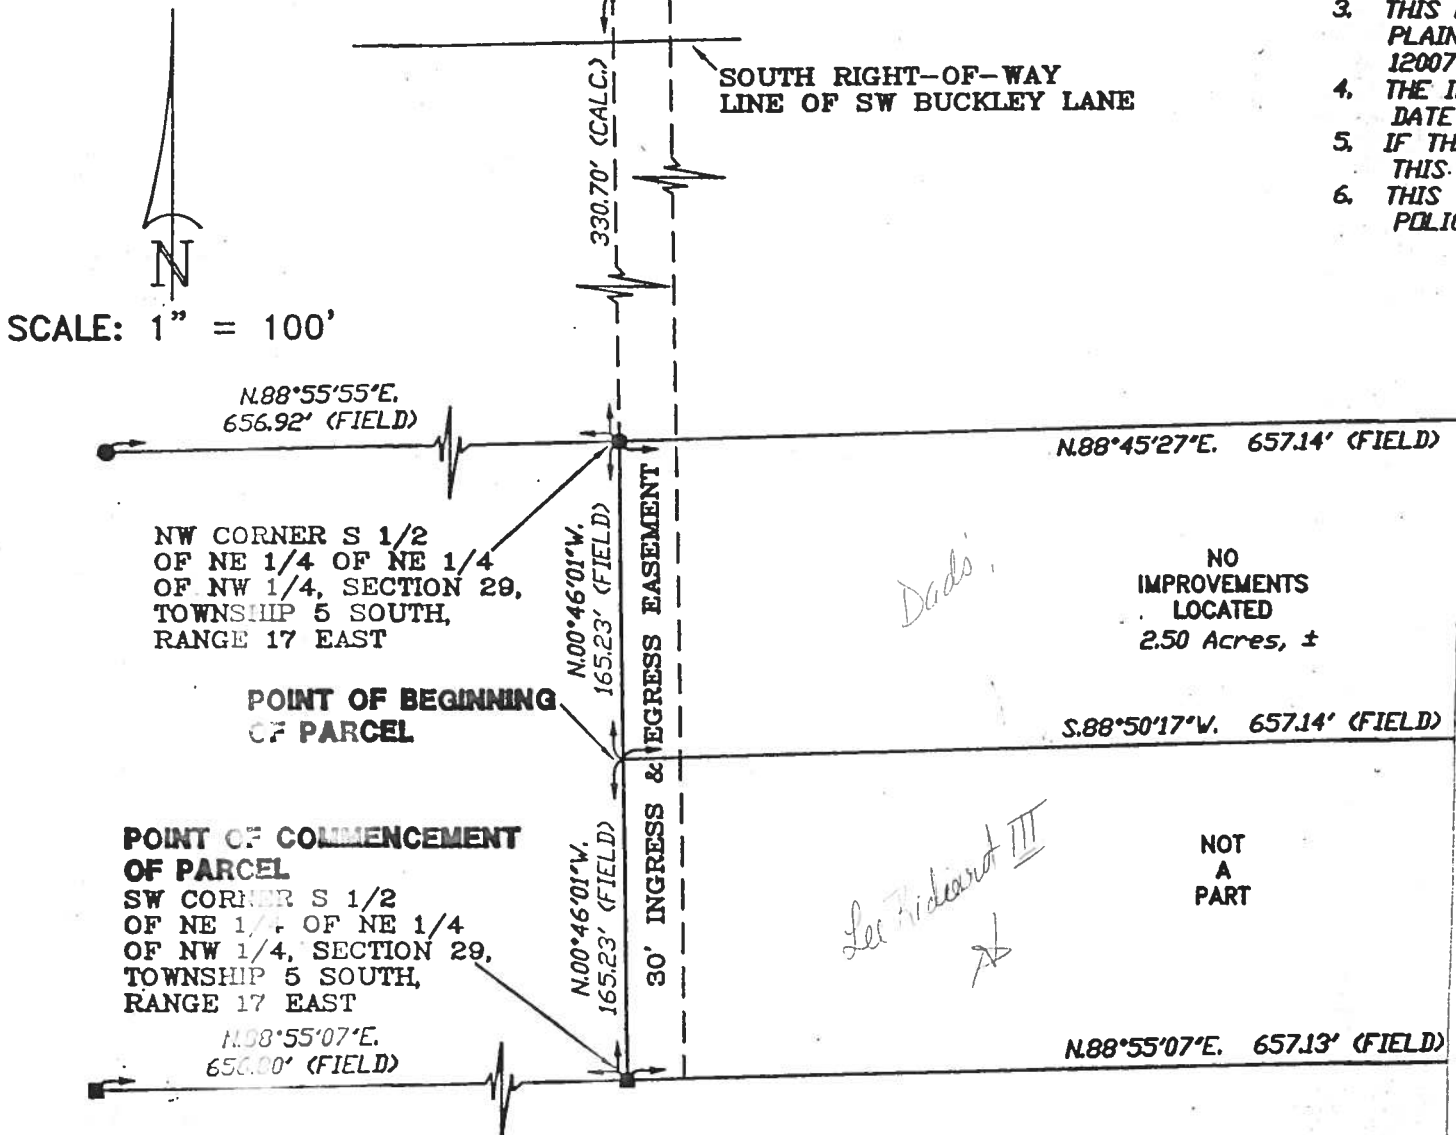 3. THIS
PLAIN
12007
4. THE I
DATE
5. IF TH
THIS
6. THIS
POLIC
SOUTH RIGHT-OF-WAY
LINE OF SW BUCKLEY LANE
330.70' (CALC.)
N
SCALE: 1" = 100'
N.88°55'55"E.
656.92' (FIELD)
N.88°45'27"E. 657.14' (FIELD)
NW CORNER S 1/2
OF NE 1/4 OF NE 1/4
OF NW 1/4, SECTION 29,
TOWNSHIP 5 SOUTH,
RANGE 17 EAST
N.00°46'01"W.
165.23' (FIELD)
30' INGRESS & EGRESS EASEMENT
Dads
NO
IMPROVEMENTS
LOCATED
2.50 Acres, ±
POINT OF BEGINNING
OF PARCEL
S.88°50'17"W. 657.14' (FIELD)
POINT OF COMMENCEMENT
OF PARCEL
SW CORNER S 1/2
OF NE 1/4 OF NE 1/4
OF NW 1/4, SECTION 29,
TOWNSHIP 5 SOUTH,
RANGE 17 EAST
N.00°46'01"W.
165.23' (FIELD)
Lee III
NOT
A
PART
N.88°55'07"E.
(FIELD)
N.88°55'07"E. 657.13' (FIELD)